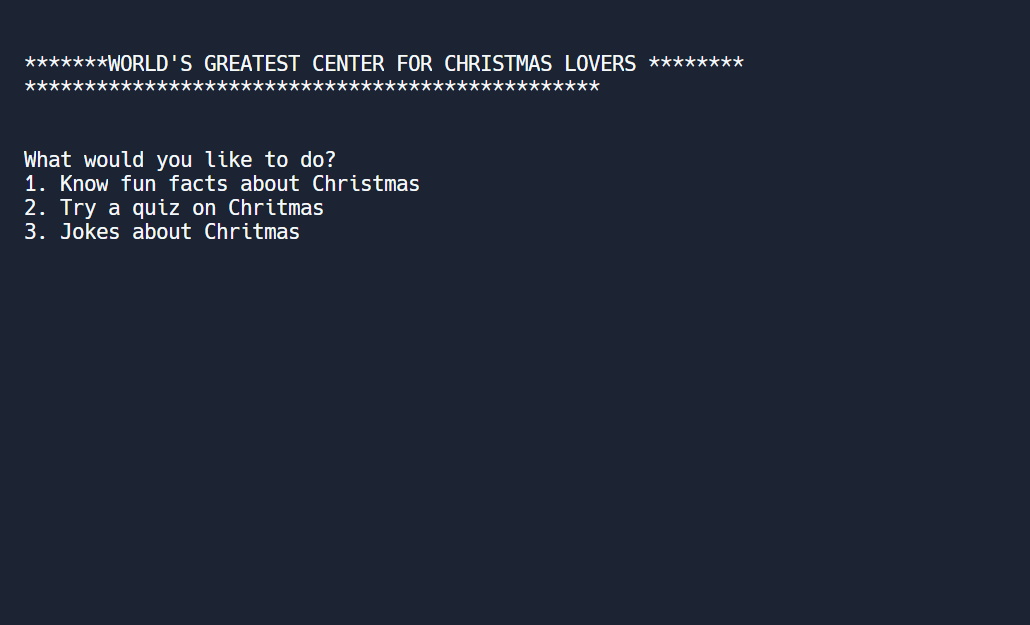 *******WORLD'S GREATEST CENTER FOR CHRISTMAS LOVERS ********
************************************************
What would you like to do?
1. Know fun facts about Christmas
2. Try a quiz on Chritmas
3. Jokes about Chritmas